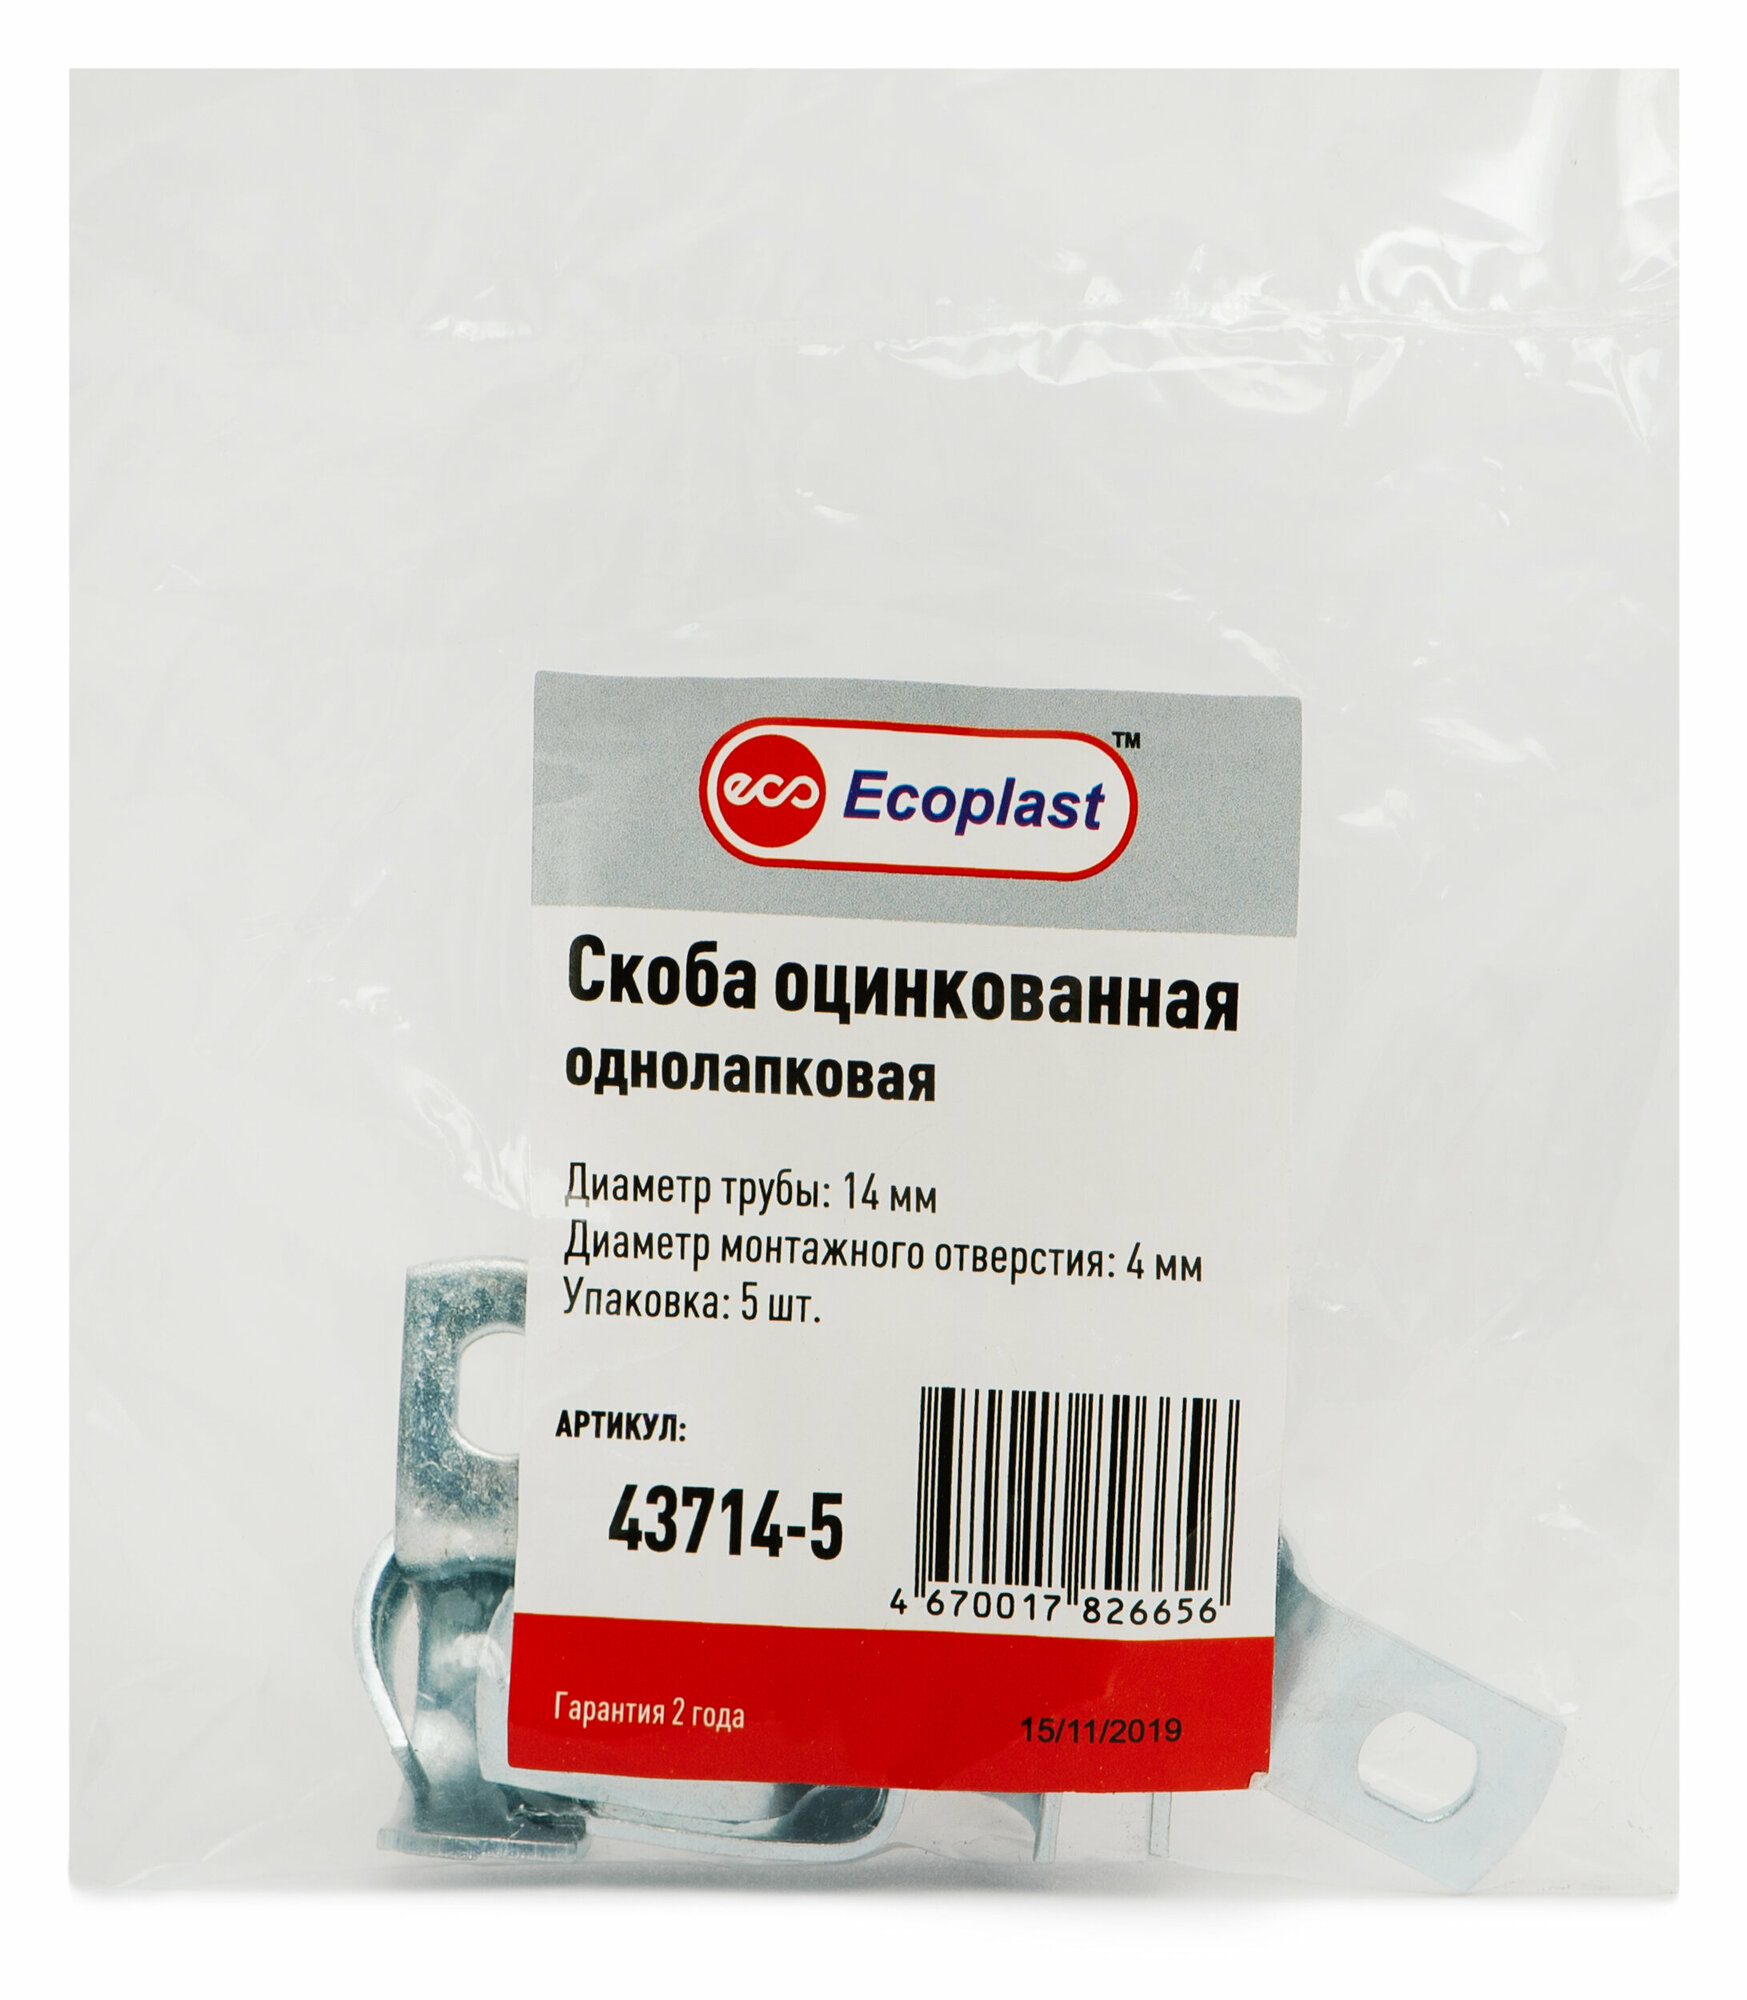 eco Ecoplast ™
Скоба оцинкованная
однолапковая
Диаметр трубы: 14 мм
Диаметр монтажного отверстия: 4 мм
Упаковка: 5 шт.
АРТИКУЛ:
43714-5
4 670017 826656
Гарантия 2 года
15/11/2019